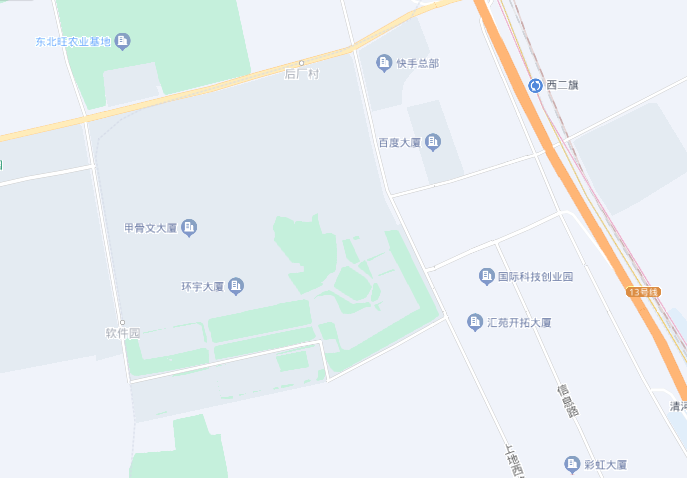 东北旺农业基地
后厂村
快手总部
西二旗
百度大厦
甲骨文大厦
环宇大厦
国际科技创业园
13号线
汇苑开拓大厦
软件园
信息路
清河
上地西
彩虹大厦